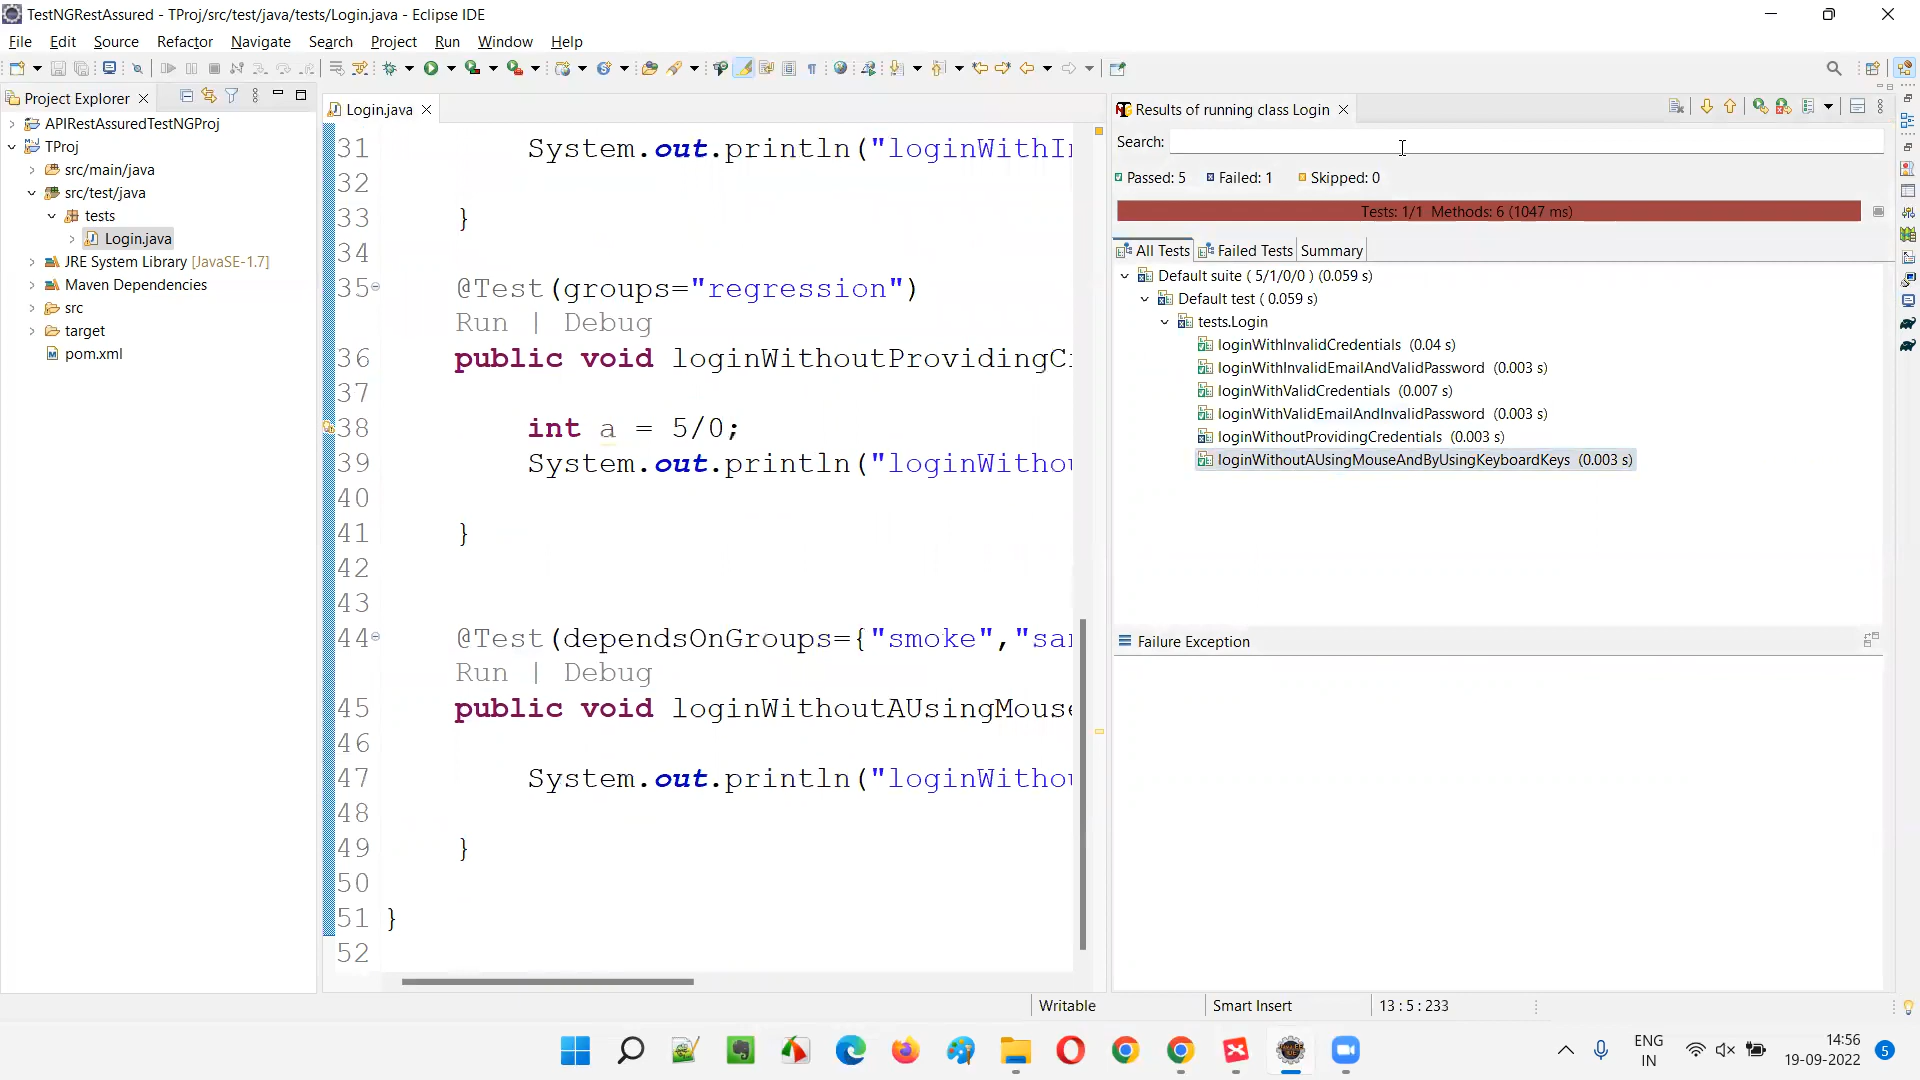 TestNGRestAssured - TProj/src/test/java/tests/Login.java - Eclipse IDE
File Edit Source Refactor Navigate Search Project Run Window Help
Project Explorer
APIRestAssuredTestNGProj
TProj
src/main/java
src/test/java
tests
Login.java
JRE System Library [JavaSE-1.7]
Maven Dependencies
src
target
pom.xml
Login.java
31 System.out.println("loginWithI
32
33 }
34
35 @Test(groups="regression")
Run | Debug
36 public void loginWithoutProvidingC
37
38 int a = 5/0;
39 System.out.println("loginWitho
40
41 }
42
43
44 @Test(dependsOnGroups={"smoke","sa
Run | Debug
45 public void loginWithoutAUsingMouse
46
47 System.out.println("loginWitho
48
49 }
50
51 }
52
Results of running class Login
Search:
Passed: 5 Failed: 1 Skipped: 0
Tests: 1/1 Methods: 6 (1047 ms)
All Tests Failed Tests Summary
Default suite ( 5/1/0/0 ) (0.059 s)
Default test ( 0.059 s)
tests.Login
loginWithInvalidCredentials (0.04 s)
loginWithInvalidEmailAndValidPassword (0.003 s)
loginWithValidCredentials (0.007 s)
loginWithValidEmailAndInvalidPassword (0.003 s)
loginWithoutProvidingCredentials (0.003 s)
loginWithoutAUsingMouseAndByUsingKeyboardKeys (0.003 s)
Failure Exception
Writable Smart Insert 13 : 5 : 233
ENG
IN
14:56
19-09-2022
5